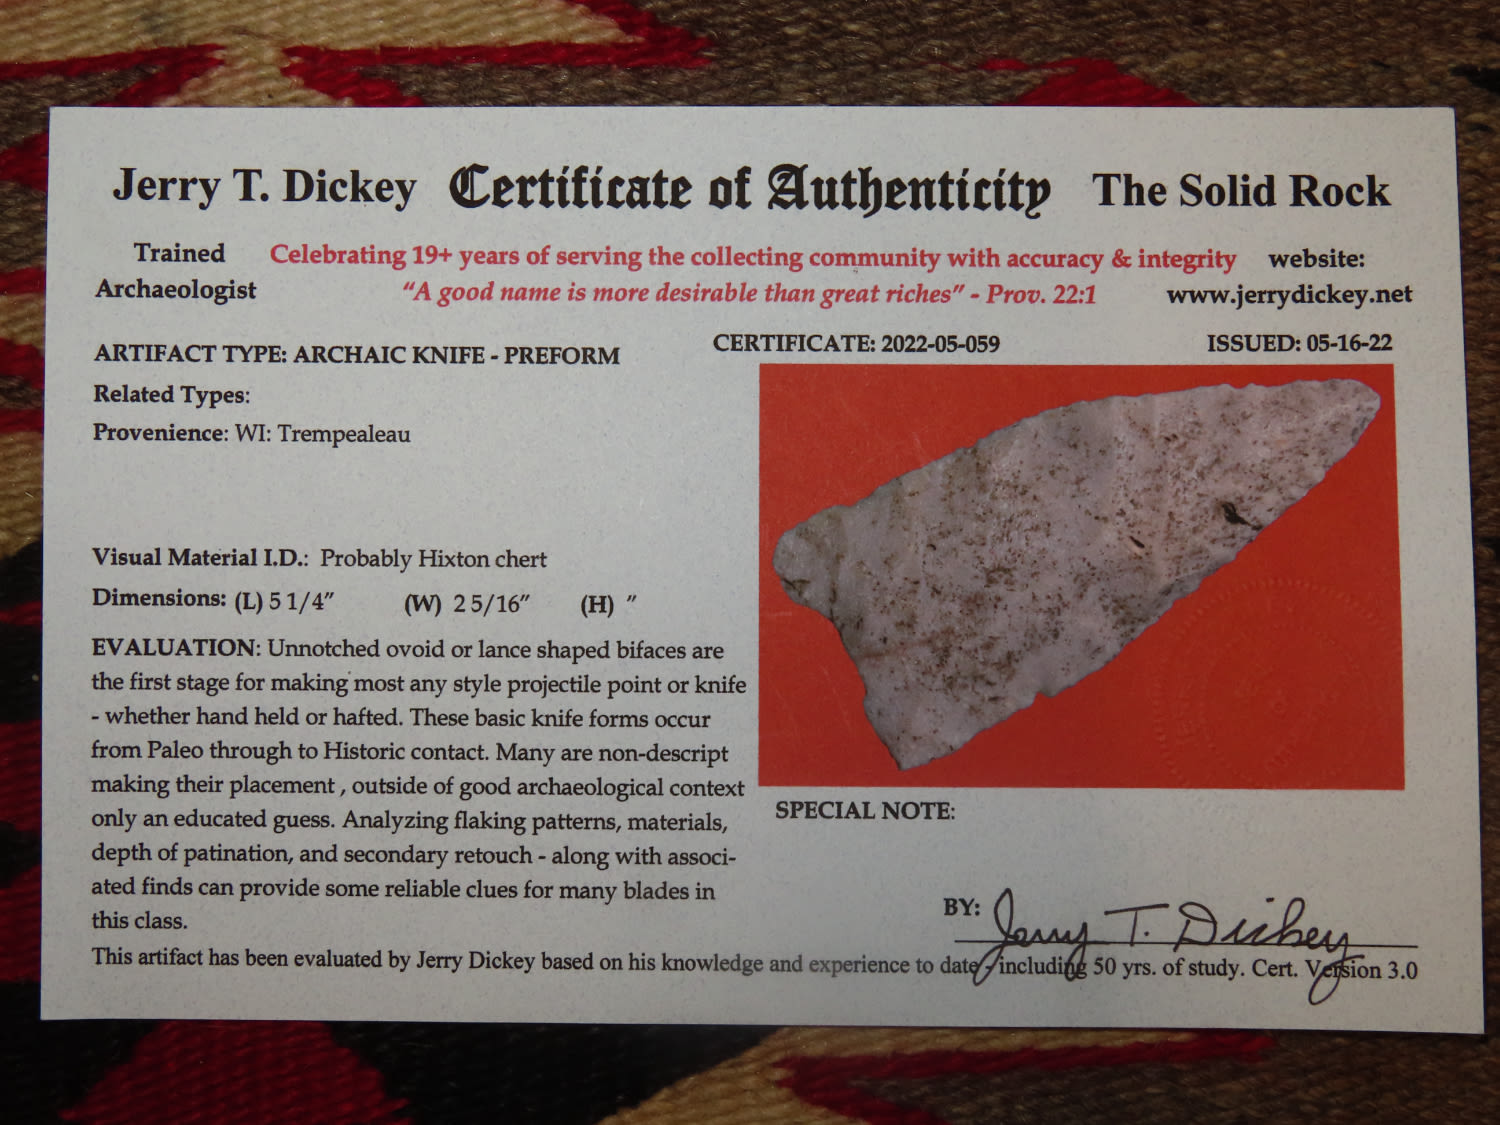 Jerry T. Dickey Certificate of Authenticity The Solid Rock
Trained Archaeologist
Celebrating 19+ years of serving the collecting community with accuracy & integrity
"A good name is more desirable than great riches" - Prov. 22:1
website:
www.jerrydickey.net
ARTIFACT TYPE: ARCHAIC KNIFE - PREFORM
CERTIFICATE: 2022-05-059
ISSUED: 05-16-22
Related Types:
Provenience: WI: Trempealeau
Visual Material I.D.: Probably Hixton chert
Dimensions: (L) 5 1/4" (W) 2 5/16" (H) "
EVALUATION: Unnotched ovoid or lance shaped bifaces are
the first stage for making most any style projectile point or knife
- whether hand held or hafted. These basic knife forms occur
from Paleo through to Historic contact. Many are non-descript
making their placement , outside of good archaeological context
only an educated guess. Analyzing flaking patterns, materials,
depth of patination, and secondary retouch - along with associ-
ated finds can provide some reliable clues for many blades in
this class.
SPECIAL NOTE:
BY: Jerry T. Dickey
This artifact has been evaluated by Jerry Dickey based on his knowledge and experience to date - including 50 yrs. of study. Cert. Version 3.0